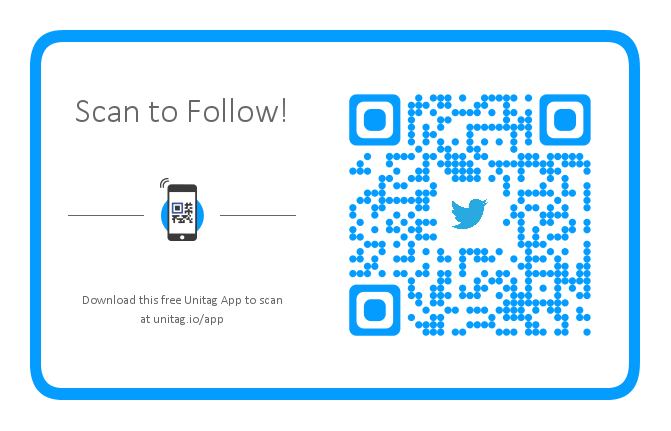 Scan to Follow!
Download this free Unitag App to scan
at unitag.io/app